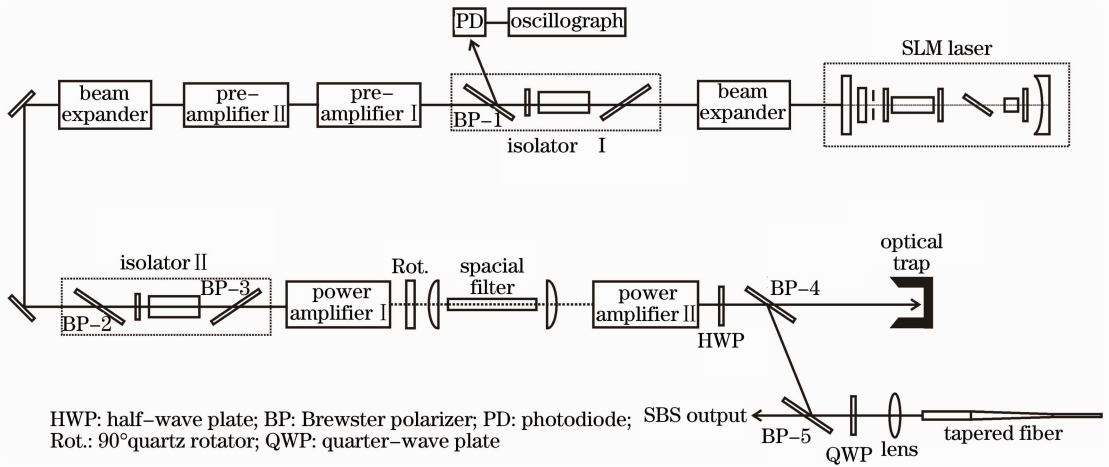 PD
oscillograph
SLM laser
beam
expander
pre-
amplifier II
pre-
amplifier I
BP-1
isolator I
beam
expander
isolator II
BP-2
BP-3
power
amplifier I
Rot.
spacial
filter
power
amplifier II
HWP
BP-4
optical
trap
HWP: half-wave plate; BP: Brewster polarizer; PD: photodiode;
Rot.: 90°quartz rotator; QWP: quarter-wave plate
SBS output
BP-5
QWP
lens
tapered fiber